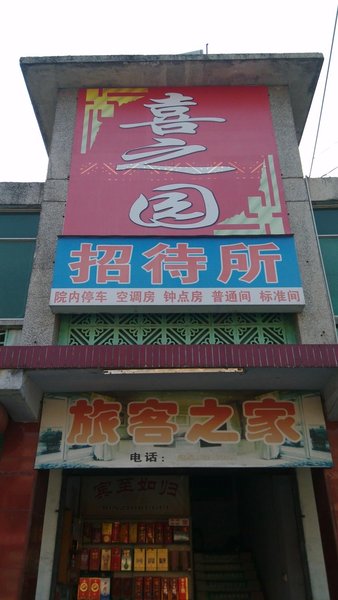 喜之园
招待所
院内停车 空调房 钟点房 普通间 标准间
旅客之家
电话：
宾至如归